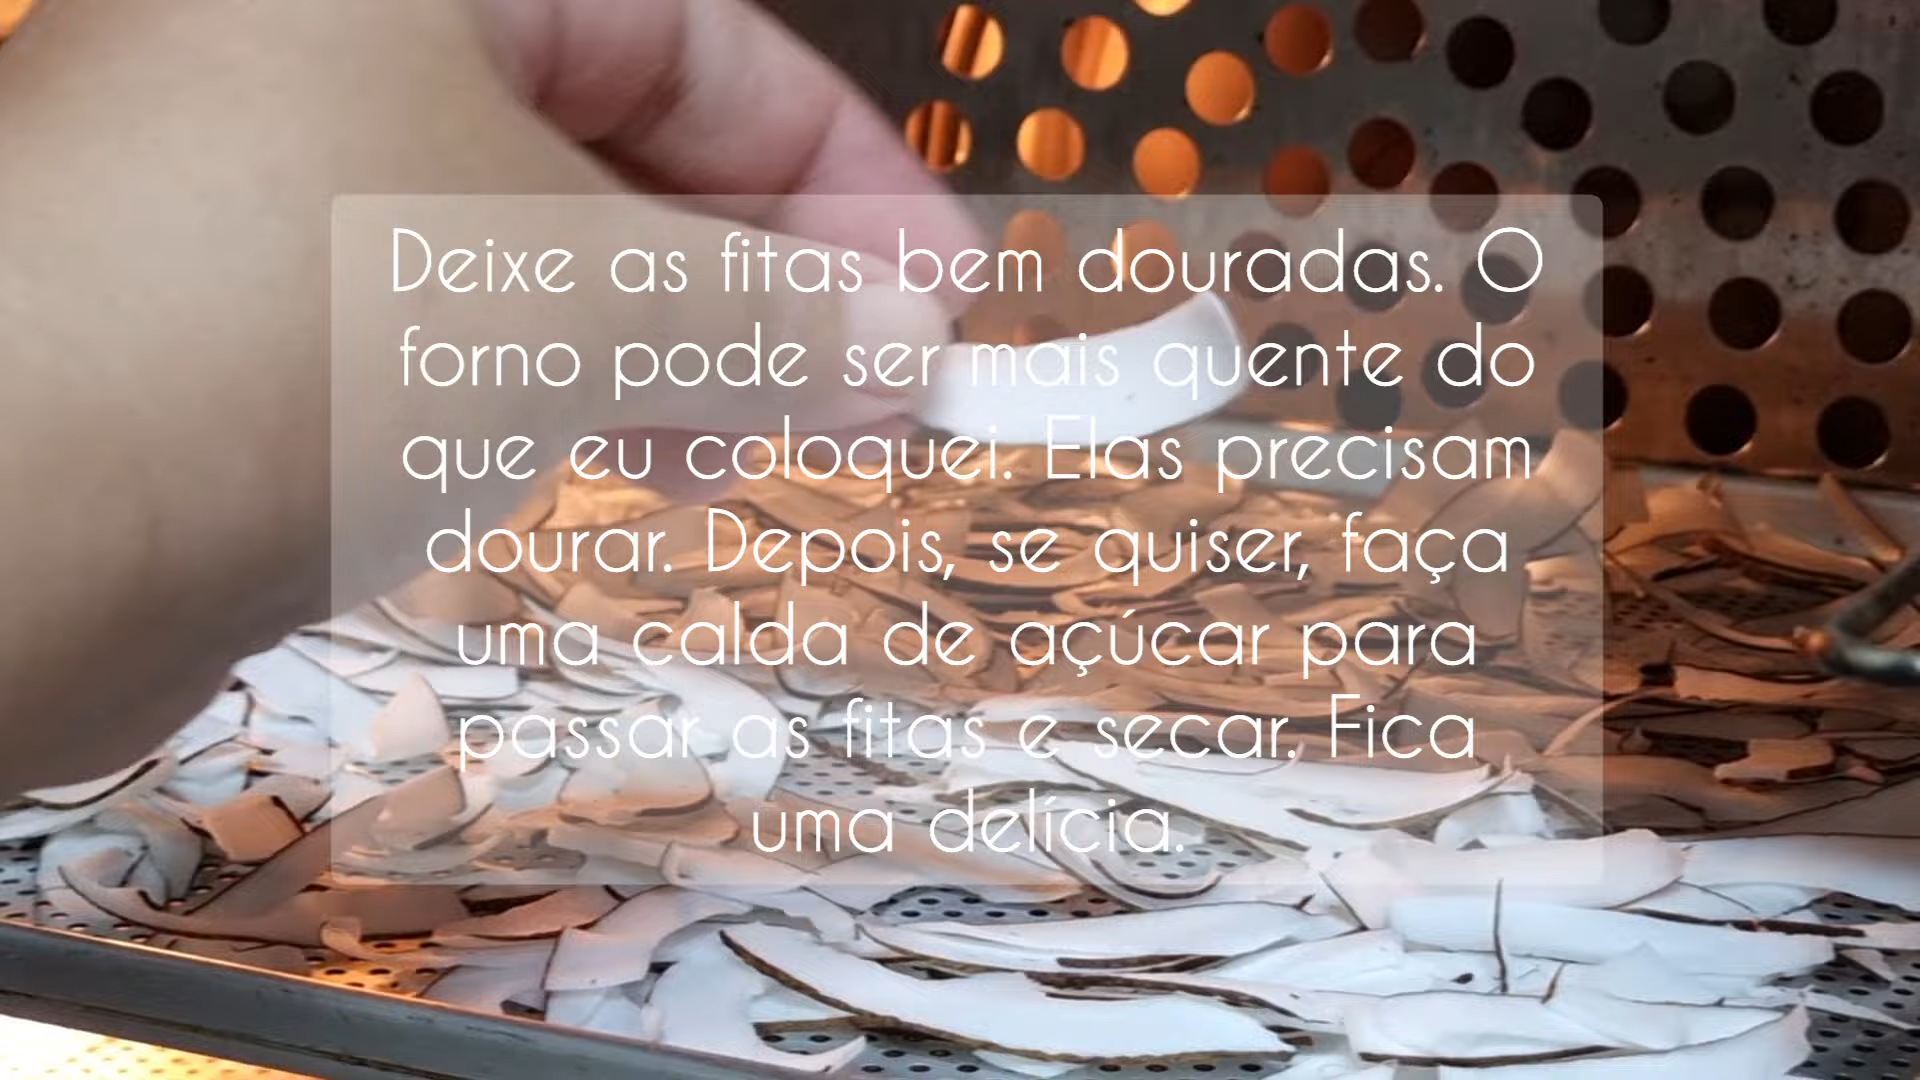 Deixe as fitas bem douradas. O
forno pode ser mais quente do
que eu coloquei. Elas precisam
dourar. Depois, se quiser, faça
uma calda de açúcar para
passar as fitas e secar. Fica
uma delícia.